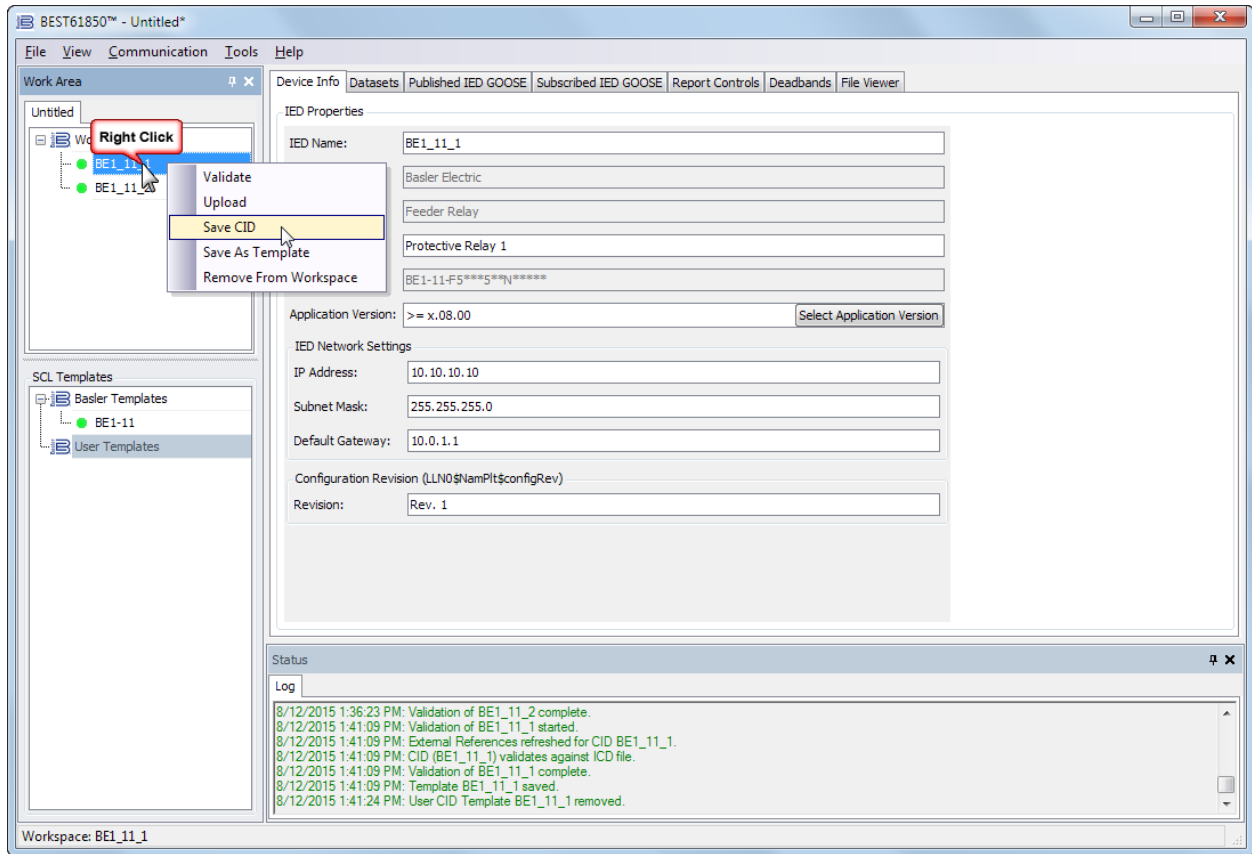 BEST61850™ - Untitled*
File View Communication Tools Help
Work Area
Untitled
Right Click
BE1_11_1
BE1_11_2
Validate
Upload
Save CID
Save As Template
Remove From Workspace
SCL Templates
Basler Templates
BE1-11
User Templates
Device Info Datasets Published IED GOOSE Subscribed IED GOOSE Report Controls Deadbands File Viewer
IED Properties
IED Name: BE1_11_1
Basler Electric
Feeder Relay
Protective Relay 1
BE1-11-F5***5**N*****
Application Version: >= x.08.00 Select Application Version
IED Network Settings
IP Address: 10.10.10.10
Subnet Mask: 255.255.255.0
Default Gateway: 10.0.1.1
Configuration Revision (LLN0$NamPlt$configRev)
Revision: Rev. 1
Status
Log
8/12/2015 1:36:23 PM: Validation of BE1_11_2 complete.
8/12/2015 1:41:09 PM: Validation of BE1_11_1 started.
8/12/2015 1:41:09 PM: External References refreshed for CID BE1_11_1.
8/12/2015 1:41:09 PM: CID (BE1_11_1) validates against ICD file.
8/12/2015 1:41:09 PM: Validation of BE1_11_1 complete.
8/12/2015 1:41:09 PM: Template BE1_11_1 saved.
8/12/2015 1:41:24 PM: User CID Template BE1_11_1 removed.
Workspace: BE1_11_1